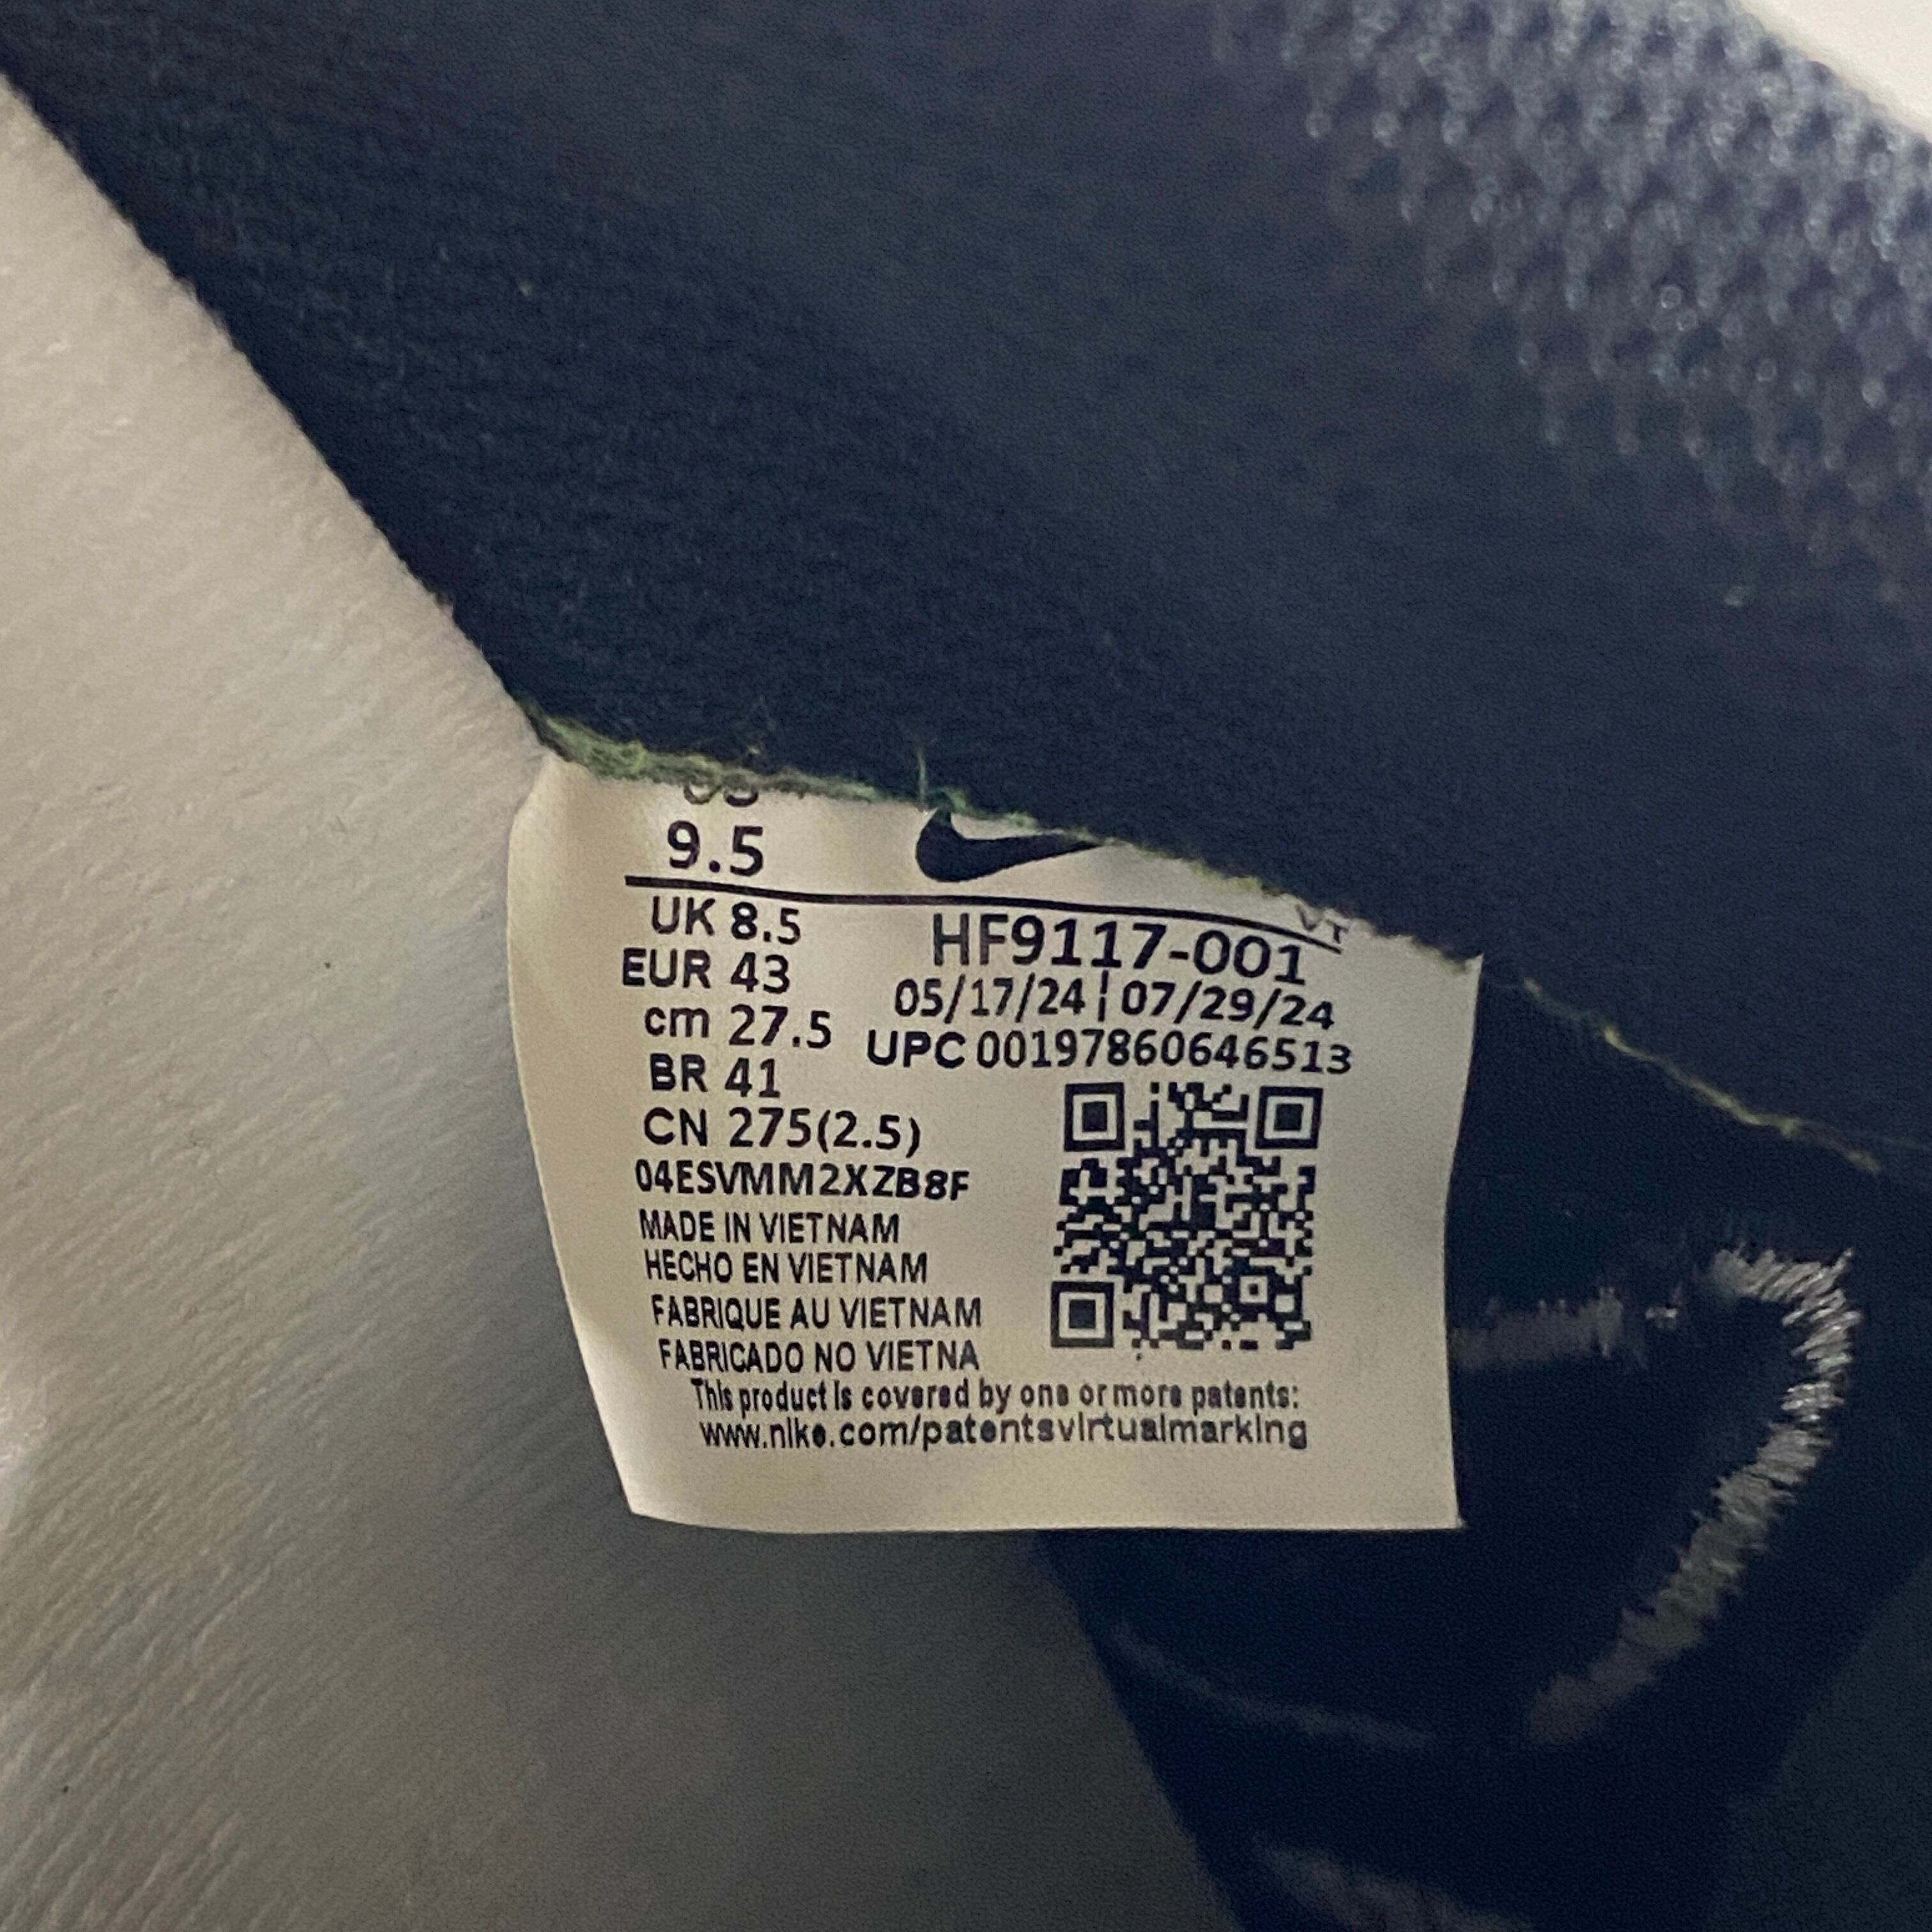 US
9.5
VT
UK 8.5
EUR 43
cm 27.5
BR 41
CN 275(2.5)
HF9117-001
05/17/24¦07/29/24
UPC 00197860646513
04ESVMM2XZB8F
MADE IN VIETNAM
HECHO EN VIETNAM
FABRIQUE AU VIETNAM
FABRICADO NO VIETNA
This product is covered by one or more patents:
www.nike.com/patentsvirtualmarking